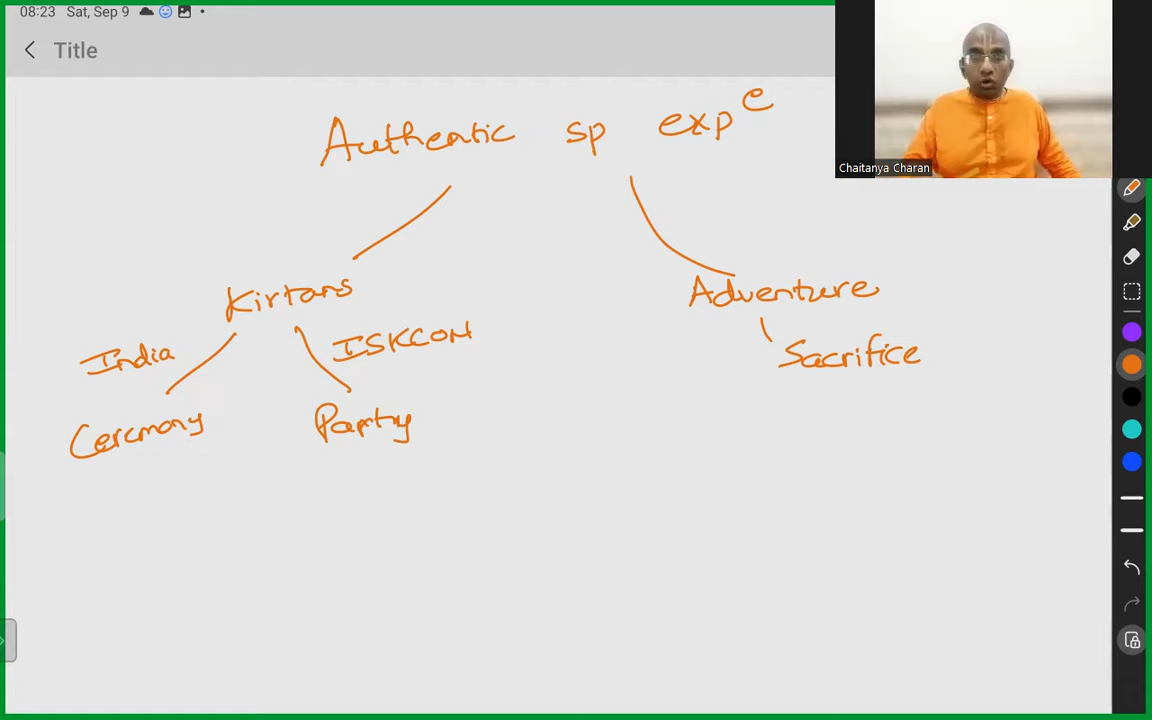 08:23 Sat, Sep 9
Title
Chaitanya Charan
Authentic sp exp^e
Kirtans
Adventure
India
ISKCON
Sacrifice
Ceremony
Party